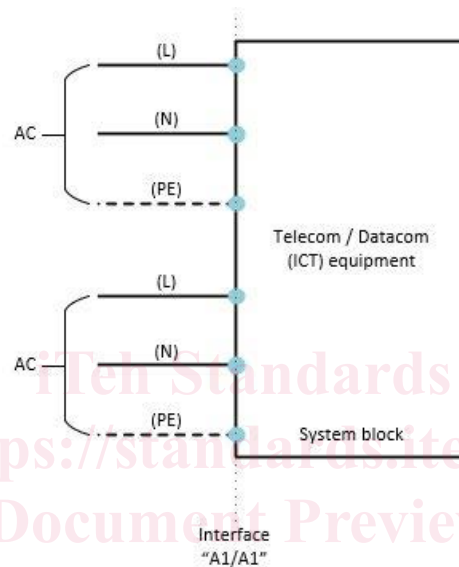 (L)
AC
(N)
(PE)
Telecom / Datacom
(ICT) equipment
(L)
AC
(N)
(PE)
System block
Interface
"A1/A1"
iTeh Standards
ps://standards.ite
Document Preview